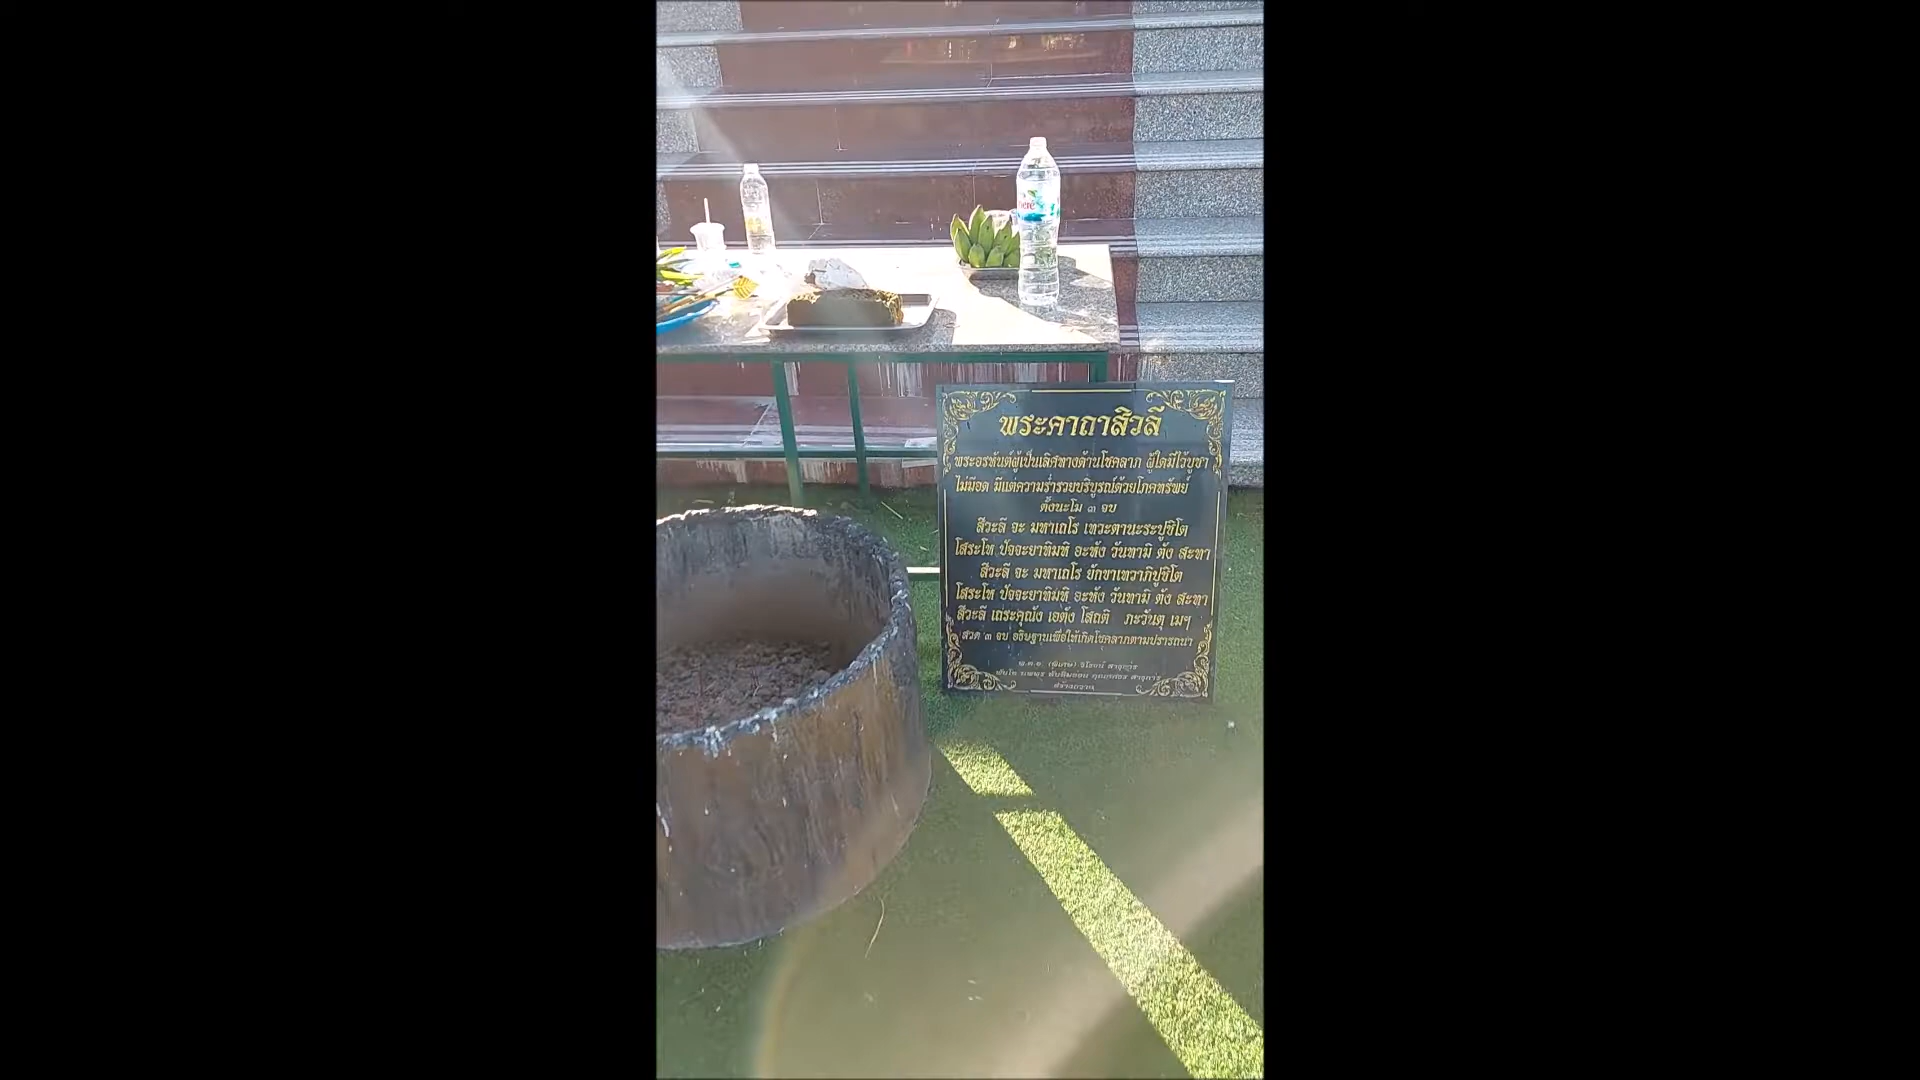 พระคาถาสิวลี
พระอรหันต์ผู้เป็นเลิศทางด้านโชคลาภ ผู้ใดมีไว้บูชา
ไม่มีอด มีแต่ความร่ำรวยบริบูรณ์ด้วยโภคทรัพย์
ตั้งนะโม ๓ จบ
สีวะลี จะ มหาเถโร เทวะตานะระปูชิโต
โสระโห ปัจจะยาทิมหิ อะหัง วันทามิ ตัง สะทา
สีวะลี จะ มหาเถโร ยักขาเทวาภิปูชิโต
โสระโห ปัจจะยาทิมหิ อะหัง วันทามิ ตัง สะทา
สีวะลี เถระคุณัง เอตัง โสตถิ ภะวันตุ เมฯ
สวด ๓ จบ อธิษฐานเพื่อให้เกิดโชคลาภตามปรารถนา
สร้างถวาย